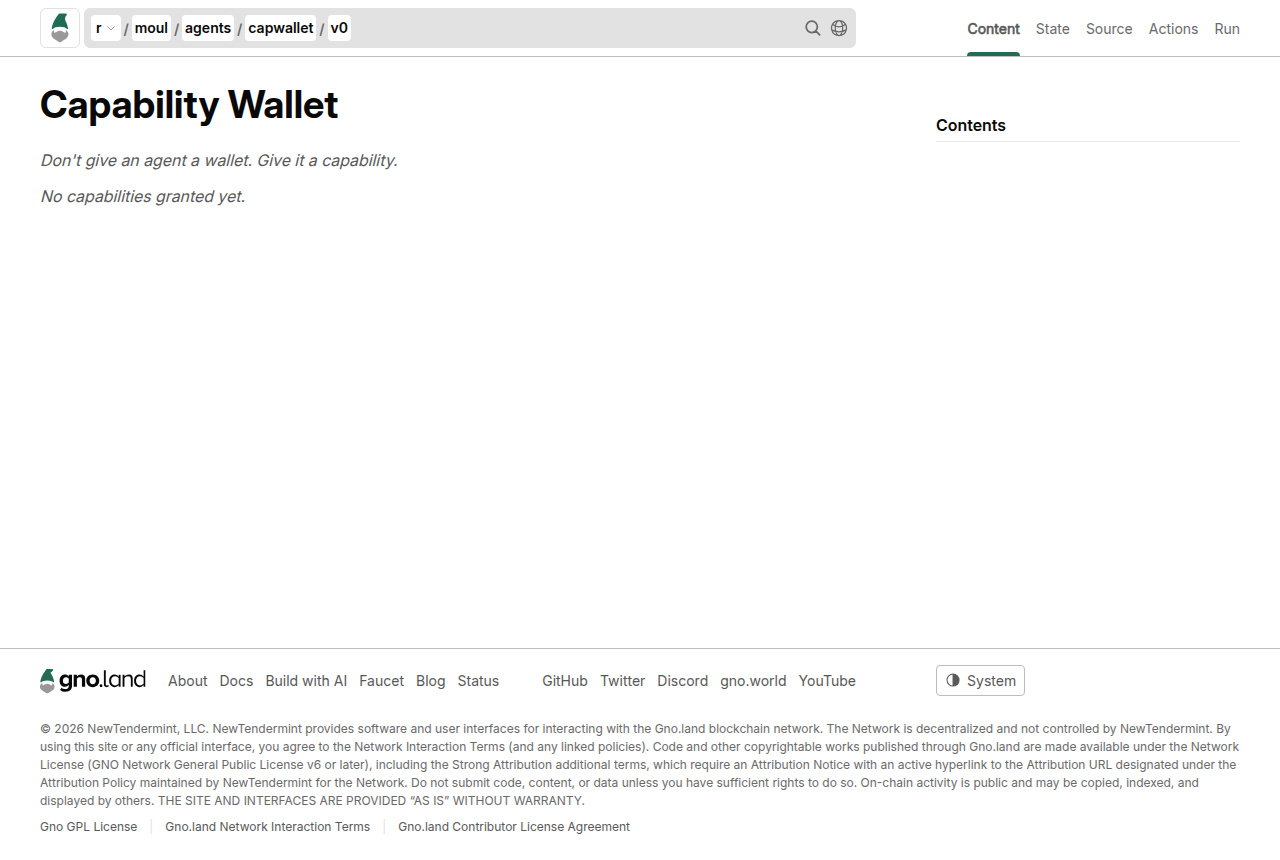 r / moul / agents / capwallet / v0
Content State Source Actions Run
Capability Wallet
Don't give an agent a wallet. Give it a capability.
No capabilities granted yet.
Contents
gno.land About Docs Build with AI Faucet Blog Status GitHub Twitter Discord gno.world YouTube System
© 2026 NewTendermint, LLC. NewTendermint provides software and user interfaces for interacting with the Gno.land blockchain network. The Network is decentralized and not controlled by NewTendermint. By
using this site or any official interface, you agree to the Network Interaction Terms (and any linked policies). Code and other copyrightable works published through Gno.land are made available under the Network
License (GNO Network General Public License v6 or later), including the Strong Attribution additional terms, which require an Attribution Notice with an active hyperlink to the Attribution URL designated under the
Attribution Policy maintained by NewTendermint for the Network. Do not submit code, content, or data unless you have sufficient rights to do so. On-chain activity is public and may be copied, indexed, and
displayed by others. THE SITE AND INTERFACES ARE PROVIDED “AS IS” WITHOUT WARRANTY.
Gno GPL License Gno.land Network Interaction Terms Gno.land Contributor License Agreement